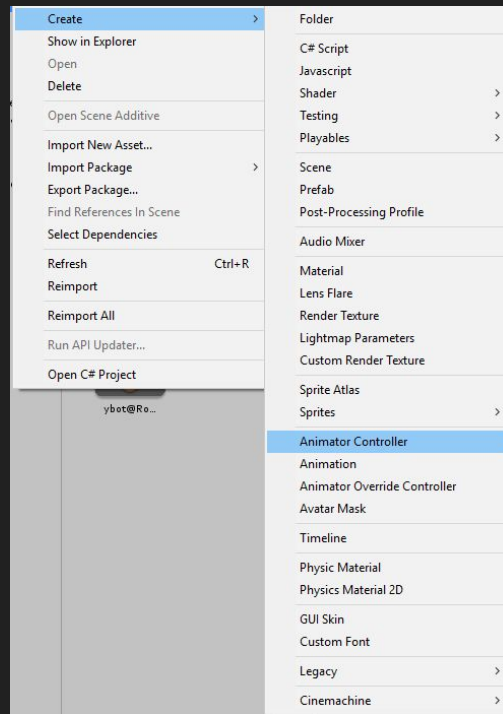 Create
Show in Explorer
Open
Delete
Open Scene Additive
Import New Asset...
Import Package
Export Package...
Find References In Scene
Select Dependencies
Refresh Ctrl+R
Reimport
Reimport All
Run API Updater...
Open C# Project
ybot@Ro...
Folder
C# Script
Javascript
Shader
Testing
Playables
Scene
Prefab
Post-Processing Profile
Audio Mixer
Material
Lens Flare
Render Texture
Lightmap Parameters
Custom Render Texture
Sprite Atlas
Sprites
Animator Controller
Animation
Animator Override Controller
Avatar Mask
Timeline
Physic Material
Physics Material 2D
GUI Skin
Custom Font
Legacy
Cinemachine